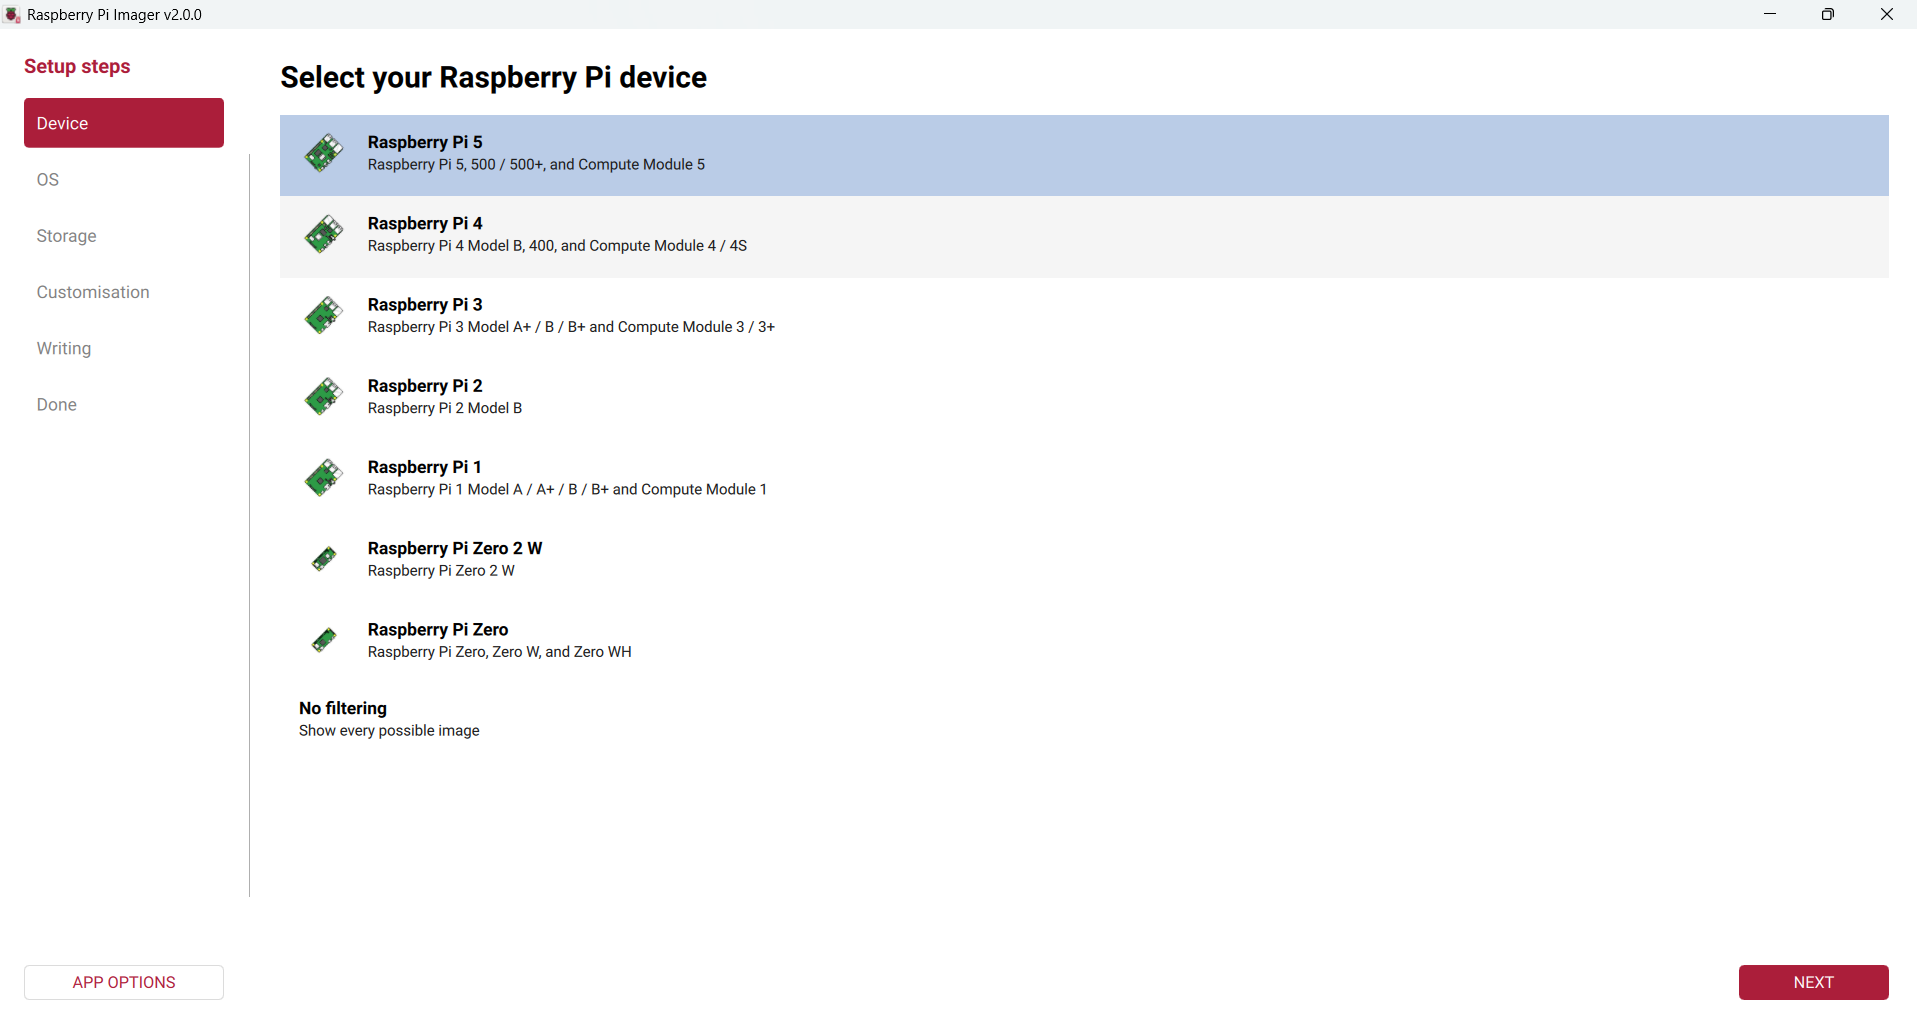 Raspberry Pi Imager v2.0.0
Setup steps
Device
OS
Storage
Customisation
Writing
Done
Select your Raspberry Pi device
Raspberry Pi 5
Raspberry Pi 5, 500 / 500+, and Compute Module 5
Raspberry Pi 4
Raspberry Pi 4 Model B, 400, and Compute Module 4 / 4S
Raspberry Pi 3
Raspberry Pi 3 Model A+ / B / B+ and Compute Module 3 / 3+
Raspberry Pi 2
Raspberry Pi 2 Model B
Raspberry Pi 1
Raspberry Pi 1 Model A / A+ / B / B+ and Compute Module 1
Raspberry Pi Zero 2 W
Raspberry Pi Zero 2 W
Raspberry Pi Zero
Raspberry Pi Zero, Zero W, and Zero WH
No filtering
Show every possible image
APP OPTIONS
NEXT